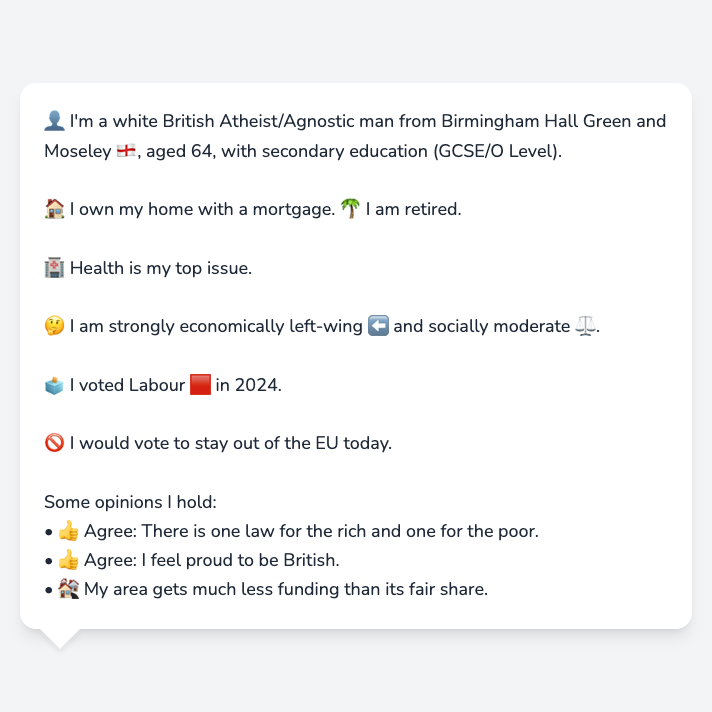 👤 I'm a white British Atheist/Agnostic man from Birmingham Hall Green and
Moseley 🏴󠁧󠁢󠁥󠁮󠁧󠁿, aged 64, with secondary education (GCSE/O Level).
🏠 I own my home with a mortgage. 🌴 I am retired.
🏥 Health is my top issue.
🤔 I am strongly economically left-wing ⬅️ and socially moderate ⚖️.
🗳️ I voted Labour 🟥 in 2024.
🚫 I would vote to stay out of the EU today.
Some opinions I hold:
• 👍 Agree: There is one law for the rich and one for the poor.
• 👍 Agree: I feel proud to be British.
• 🏚️ My area gets much less funding than its fair share.